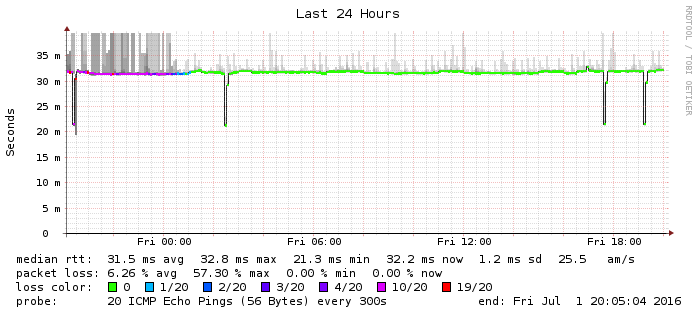 Last 24 Hours
RRDTOOL / TOBI OETIKER
Seconds
35 m
30 m
25 m
20 m
15 m
10 m
5 m
0
Fri 00:00 Fri 06:00 Fri 12:00 Fri 18:00
median rtt: 31.5 ms avg 32.8 ms max 21.3 ms min 32.2 ms now 1.2 ms sd 25.5 am/s
packet loss: 6.26 % avg 57.30 % max 0.00 % min 0.00 % now
loss color: 0 1/20 2/20 3/20 4/20 10/20 19/20
probe: 20 ICMP Echo Pings (56 Bytes) every 300s end: Fri Jul 1 20:05:04 2016